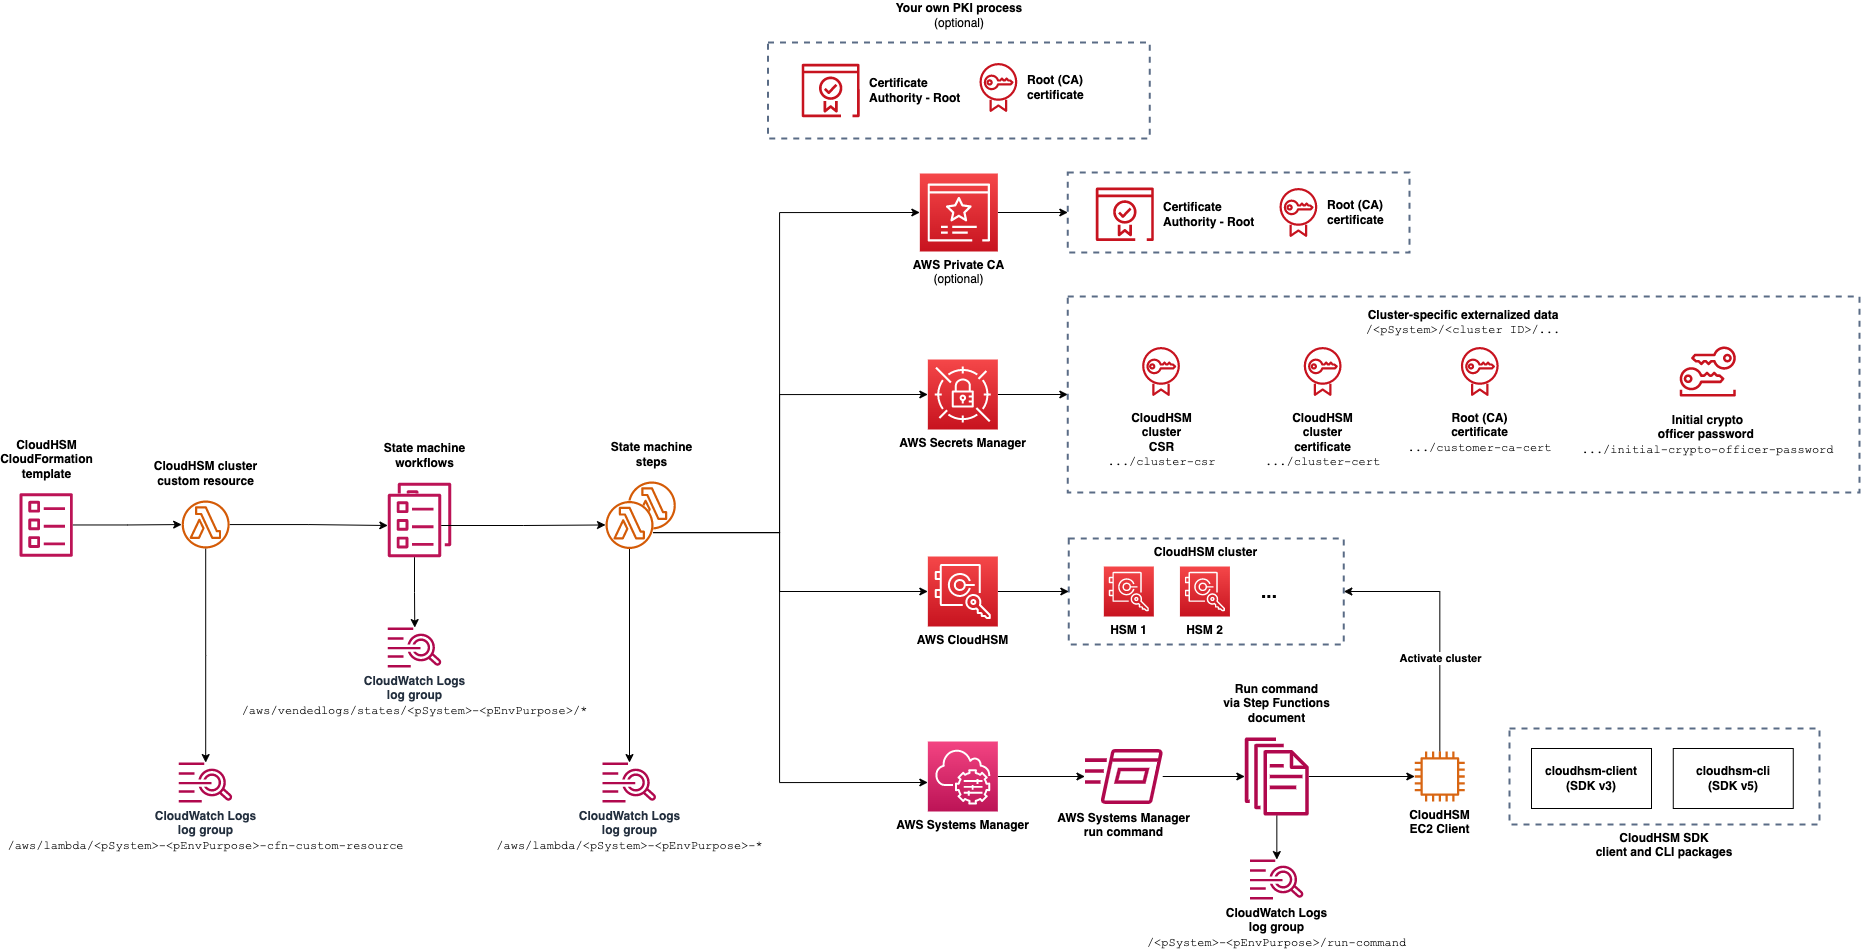 Your own PKI process
(optional)
Certificate
Authority - Root
Root (CA)
certificate
Certificate
Authority - Root
Root (CA)
certificate
AWS Private CA
(optional)
Cluster-specific externalized data
/<pSystem>/<cluster ID>/...
CloudHSM
cluster
CSR
.../cluster-csr
CloudHSM
cluster
certificate
.../cluster-cert
Root (CA)
certificate
.../customer-ca-cert
Initial crypto
officer password
.../initial-crypto-officer-password
AWS Secrets Manager
CloudHSM
CloudFormation
template
CloudHSM cluster
custom resource
State machine
workflows
State machine
steps
CloudHSM cluster
HSM 1
HSM 2
...
AWS CloudHSM
Activate cluster
CloudWatch Logs
log group
/aws/vendedlogs/states/<pSystem>-<pEnvPurpose>/*
Run command
via Step Functions
document
CloudWatch Logs
log group
/aws/lambda/<pSystem>-<pEnvPurpose>-cfn-custom-resource
CloudWatch Logs
log group
/aws/lambda/<pSystem>-<pEnvPurpose>-*
AWS Systems Manager
AWS Systems Manager
run command
CloudHSM
EC2 Client
cloudhsm-client
(SDK v3)
cloudhsm-cli
(SDK v5)
CloudHSM SDK
client and CLI packages
CloudWatch Logs
log group
/<pSystem>-<pEnvPurpose>/run-command